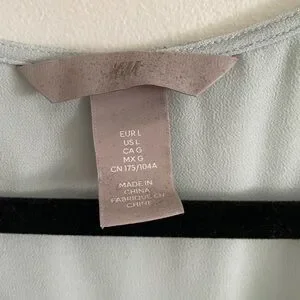 H&M
EUR L
US L
CA G
MX G
CN 175/104A
MADE IN
CHINA
FABRIQUÉ EN
CHINE